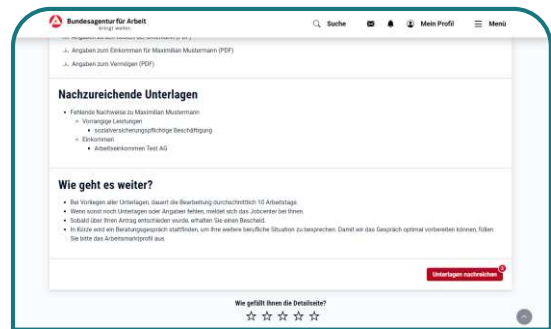 Bundesagentur für Arbeit
bringt weiter.
Suche
Mein Profil
Menü
Angaben zum Einkommen für Maximilian Mustermann (PDF)
Angaben zum Vermögen (PDF)
Nachzureichende Unterlagen
Fehlende Nachweise zu Maximilian Mustermann
Vorrangige Leistungen
sozialversicherungspflichtige Beschäftigung
Einkommen
Arbeitseinkommen Test AG
Wie geht es weiter?
Bei Vorliegen aller Unterlagen, dauert die Bearbeitung durchschnittlich 10 Arbeitstage.
Wenn sonst noch Unterlagen oder Angaben fehlen, meldet sich das Jobcenter bei Ihnen.
Sobald über Ihren Antrag entschieden wurde, erhalten Sie einen Bescheid.
In Kürze wird ein Beratungsgespräch stattfinden, um Ihre weitere berufliche Situation zu besprechen. Damit wir das Gespräch optimal vorbereiten können, füllen
Sie bitte das Arbeitsmarktprofil aus.
Unterlagen nachreichen
Wie gefällt Ihnen die Detailseite?